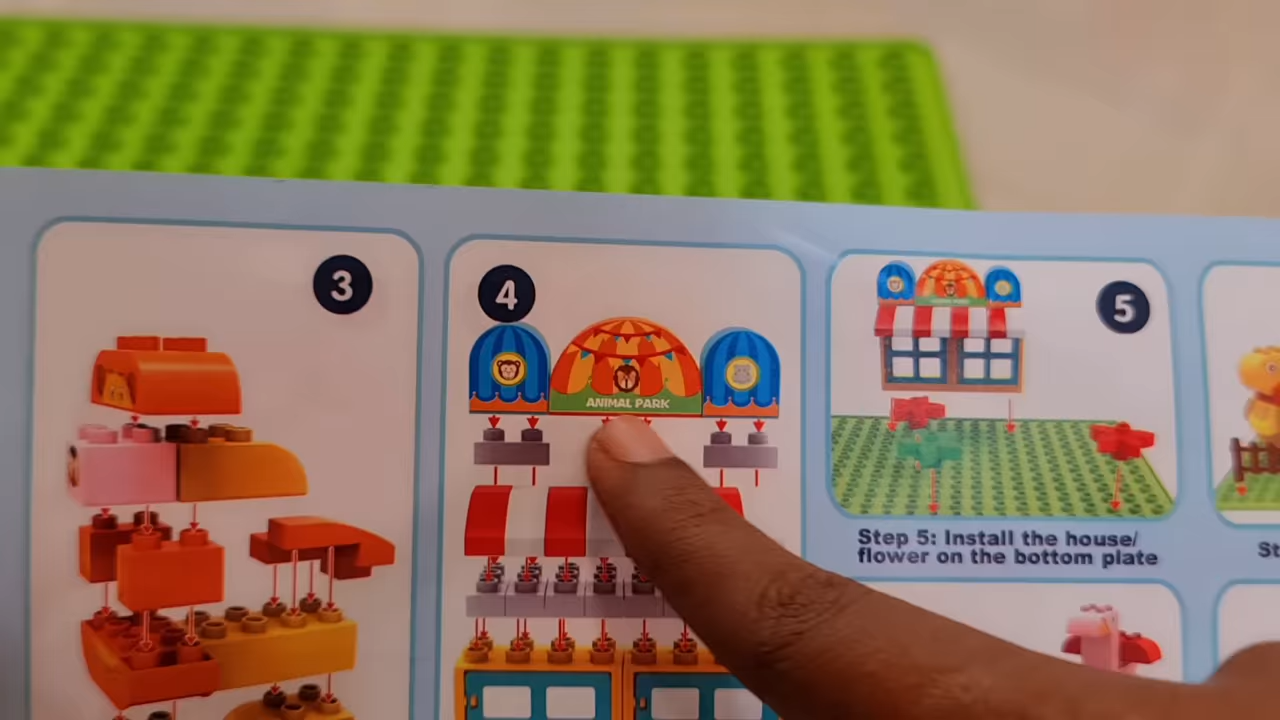 3
4
ANIMAL PARK
5
Step 5: Install the house/
flower on the bottom plate
St